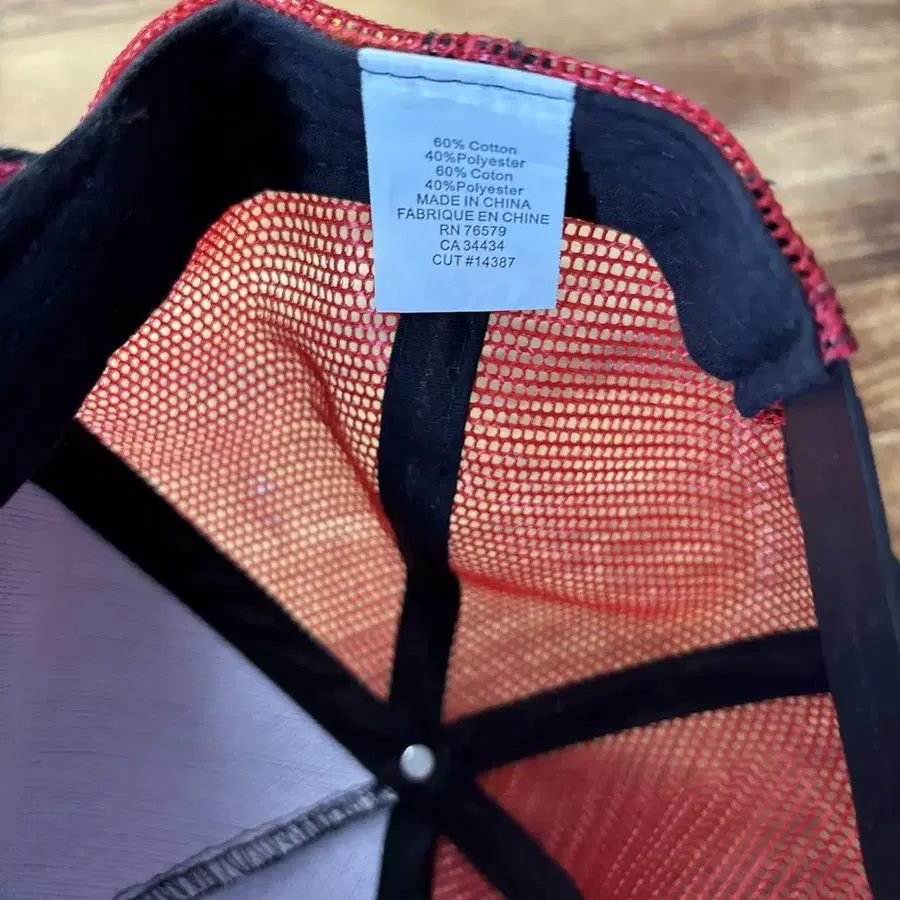 60% Cotton
40%Polyester
60% Coton
40%Polyester
MADE IN CHINA
FABRIQUE EN CHINE
RN 76579
CA 34434
CUT #14387